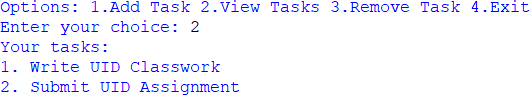 Options: 1.Add Task 2.View Tasks 3.Remove Task 4.Exit
Enter your choice: 2
Your tasks:
1. Write UID Classwork
2. Submit UID Assignment